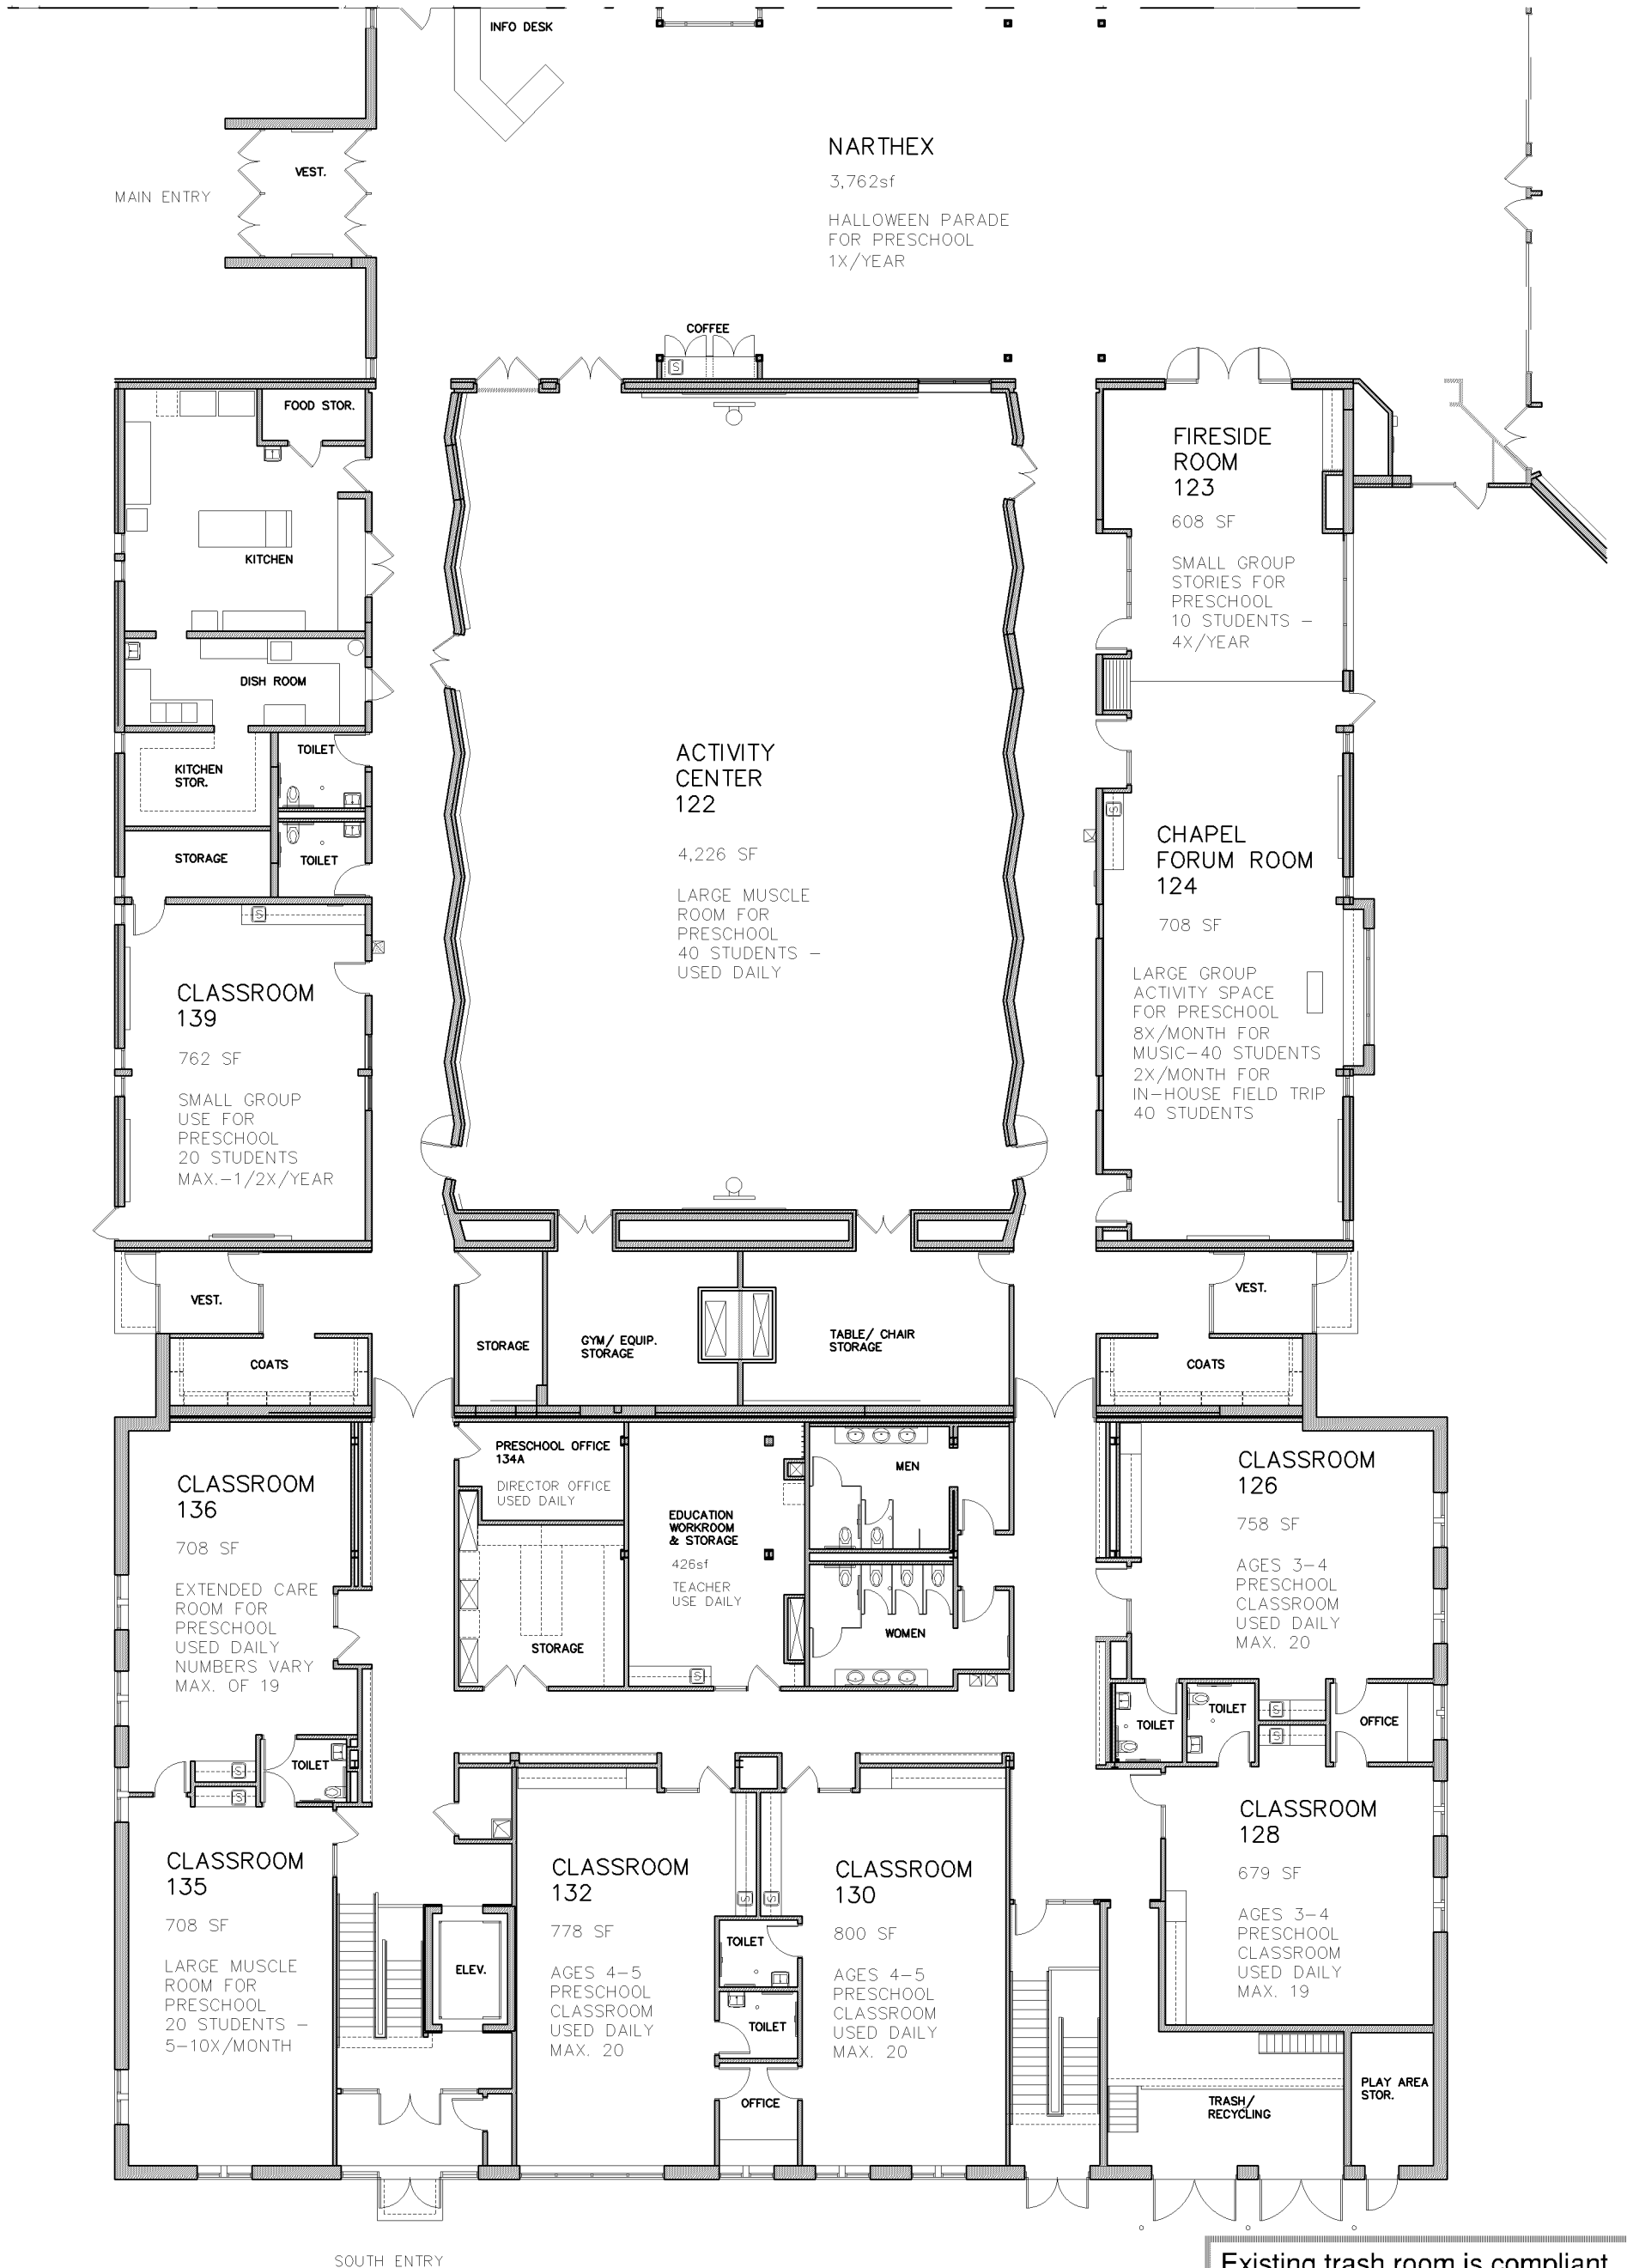 INFO DESK
NARTHEX
3,762sf
HALLOWEEN PARADE
FOR PRESCHOOL
1X/YEAR
VEST.
MAIN ENTRY
COFFEE
S
FOOD STOR.
KITCHEN
DISH ROOM
KITCHEN
STOR.
TOILET
STORAGE
TOILET
FIRESIDE
ROOM
123
608 SF
SMALL GROUP
STORIES FOR
PRESCHOOL
10 STUDENTS –
4X/YEAR
ACTIVITY
CENTER
122
4,226 SF
LARGE MUSCLE
ROOM FOR
PRESCHOOL
40 STUDENTS –
USED DAILY
S
CHAPEL
FORUM ROOM
124
708 SF
LARGE GROUP
ACTIVITY SPACE
FOR PRESCHOOL
8X/MONTH FOR
MUSIC–40 STUDENTS
2X/MONTH FOR
IN–HOUSE FIELD TRIP
40 STUDENTS
S
CLASSROOM
139
762 SF
SMALL GROUP
USE FOR
PRESCHOOL
20 STUDENTS
MAX.–1/2X/YEAR
VEST.
COATS
STORAGE
GYM/ EQUIP.
STORAGE
TABLE/ CHAIR
STORAGE
VEST.
COATS
CLASSROOM
136
708 SF
EXTENDED CARE
ROOM FOR
PRESCHOOL
USED DAILY
NUMBERS VARY
MAX. OF 19
PRESCHOOL OFFICE
134A
DIRECTOR OFFICE
USED DAILY
STORAGE
EDUCATION
WORKROOM
& STORAGE
426sf
TEACHER
USE DAILY
S
MEN
WOMEN
CLASSROOM
126
758 SF
AGES 3–4
PRESCHOOL
CLASSROOM
USED DAILY
MAX. 20
TOILET
TOILET
S
S
OFFICE
TOILET
S
S
CLASSROOM
135
708 SF
LARGE MUSCLE
ROOM FOR
PRESCHOOL
20 STUDENTS –
5–10X/MONTH
ELEV.
CLASSROOM
132
778 SF
AGES 4–5
PRESCHOOL
CLASSROOM
USED DAILY
MAX. 20
S
S
TOILET
TOILET
OFFICE
CLASSROOM
130
800 SF
AGES 4–5
PRESCHOOL
CLASSROOM
USED DAILY
MAX. 20
CLASSROOM
128
679 SF
AGES 3–4
PRESCHOOL
CLASSROOM
USED DAILY
MAX. 19
TRASH/
RECYCLING
PLAY AREA
STOR.
SOUTH ENTRY
Existing trash room is compliant